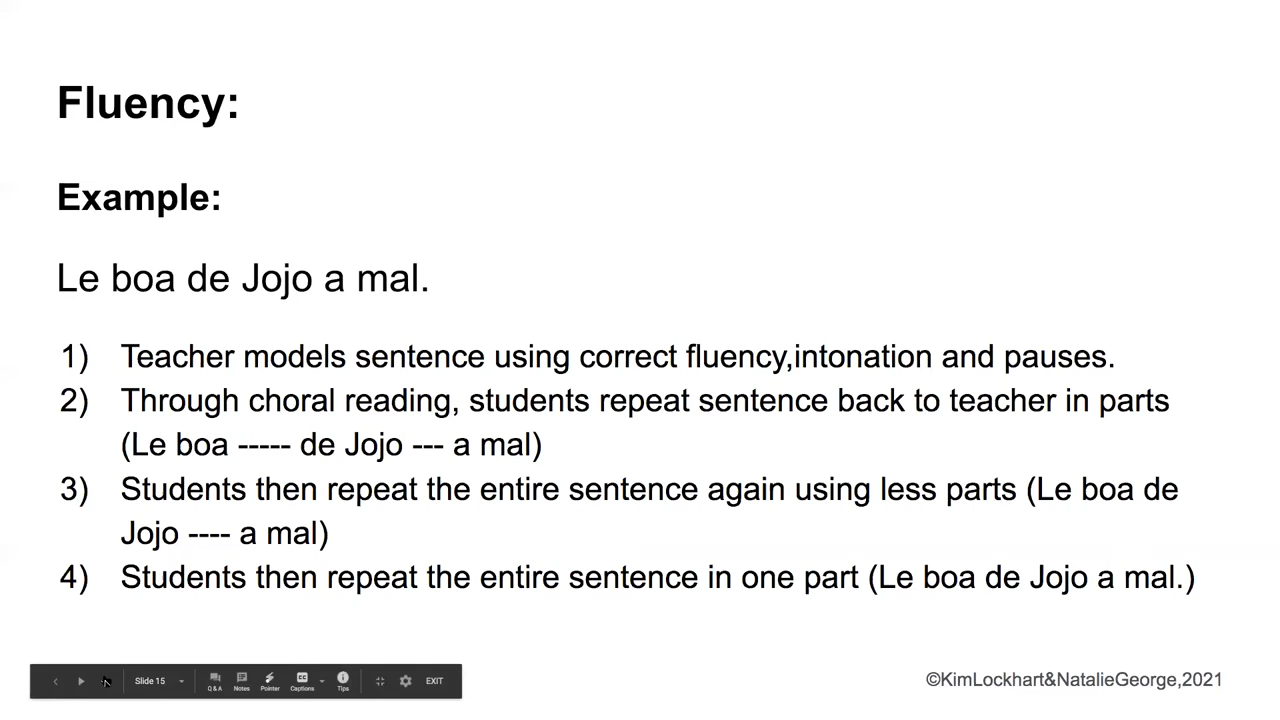 Fluency:
Example:
Le boa de Jojo a mal.
1) Teacher models sentence using correct fluency,intonation and pauses.
2) Through choral reading, students repeat sentence back to teacher in parts
(Le boa ----- de Jojo --- a mal)
3) Students then repeat the entire sentence again using less parts (Le boa de
Jojo ---- a mal)
4) Students then repeat the entire sentence in one part (Le boa de Jojo a mal.)
Slide 15 Q & A Notes Pointer Captions Tips EXIT
©KimLockhart&NatalieGeorge,2021